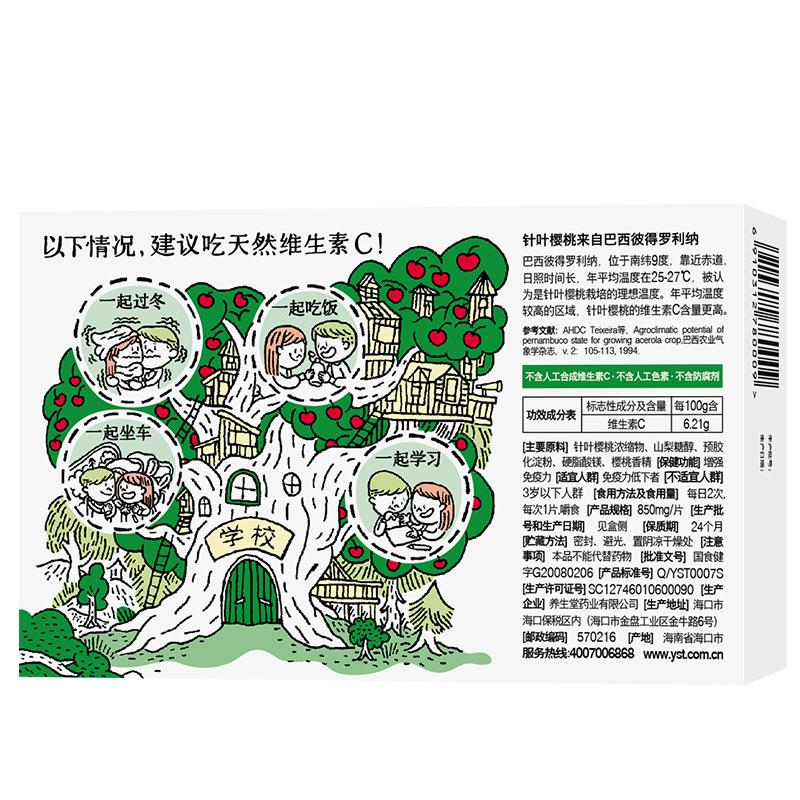 以下情况,建议吃天然维生素C!
一起过冬
一起吃饭
一起坐车
一起学习
学校
针叶樱桃来自巴西彼得罗利纳
巴西彼得罗利纳，位于南纬9度，靠近赤道，
日照时间长，年平均温度在25-27℃，被认
为是针叶樱桃栽培的理想温度。年平均温度
较高的区域，针叶樱桃的维生素C含量更高。
参考文献: AHDC Teixeira等, Agroclimatic potential of
pernambuco state for growing acerola crop,巴西农业气
象学杂志, v. 2: 105-113, 1994.
不含人工合成维生素C·不含人工色素·不含防腐剂
功效成分表 标志性成分及含量 每100g含
维生素C 6.21g
[主要原料] 针叶樱桃浓缩物、山梨糖醇、预胶
化淀粉、硬脂酸镁、樱桃香精 [保健功能] 增强
免疫力 [适宜人群] 免疫力低下者 [不适宜人群]
3岁以下人群 [食用方法及食用量] 每日2次,
每次1片,嚼食 [产品规格] 850mg/片 [生产批
号和生产日期] 见盒侧 [保质期] 24个月
[贮藏方法] 密封、避光、置阴凉干燥处 [注意
事项] 本品不能代替药物 [批准文号] 国食健
字G20080206 [产品标准号] Q/YST0007S
[生产许可证号] SC12746010600090 [生产
企业] 养生堂药业有限公司 [生产地址] 海口市
海口保税区内（海口市金盘工业区金牛路6号）
[邮政编码] 570216 [产地] 海南省海口市
服务热线:4007006868 www.yst.com.cn
生产批号:
生产日期: